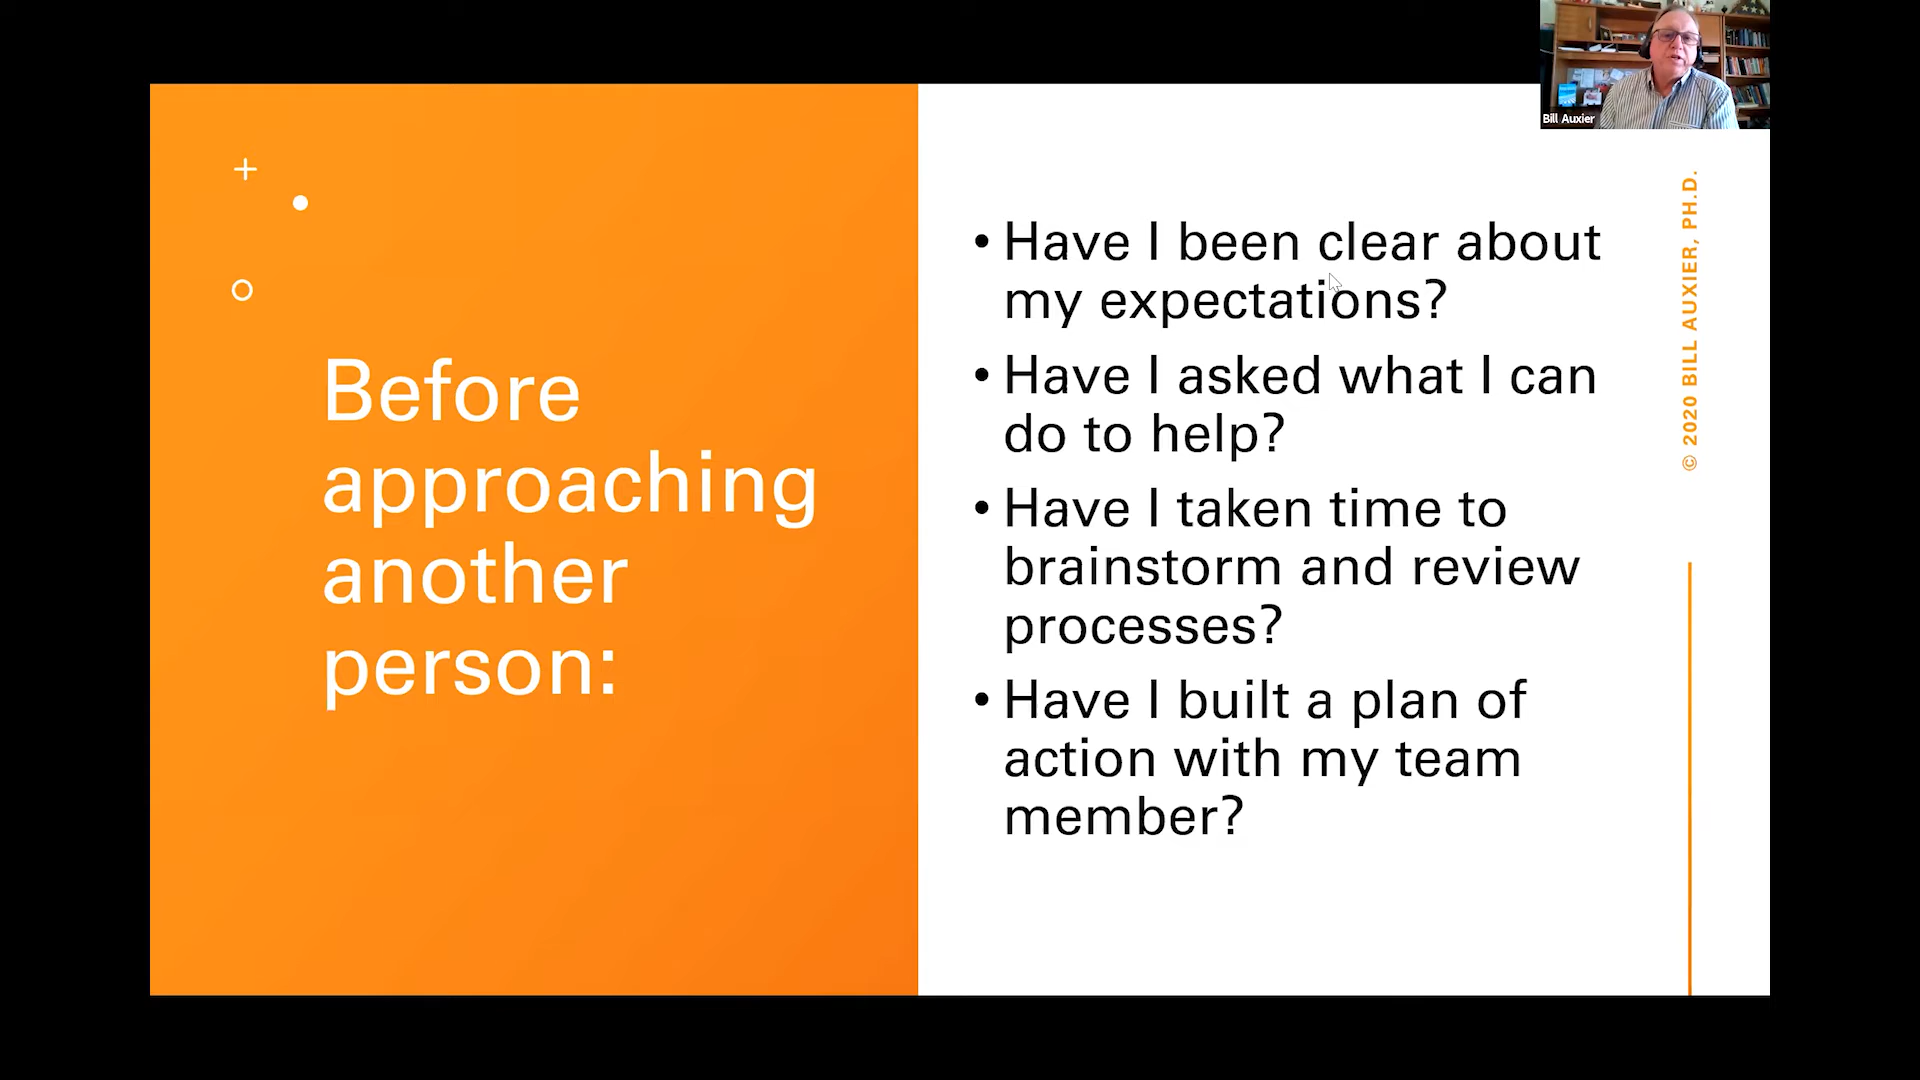 Bill Auxier
Before
approaching
another
person:
• Have I been clear about
my expectations?
• Have I asked what I can
do to help?
• Have I taken time to
brainstorm and review
processes?
• Have I built a plan of
action with my team
member?
© 2020 BILL AUXIER, PH.D.